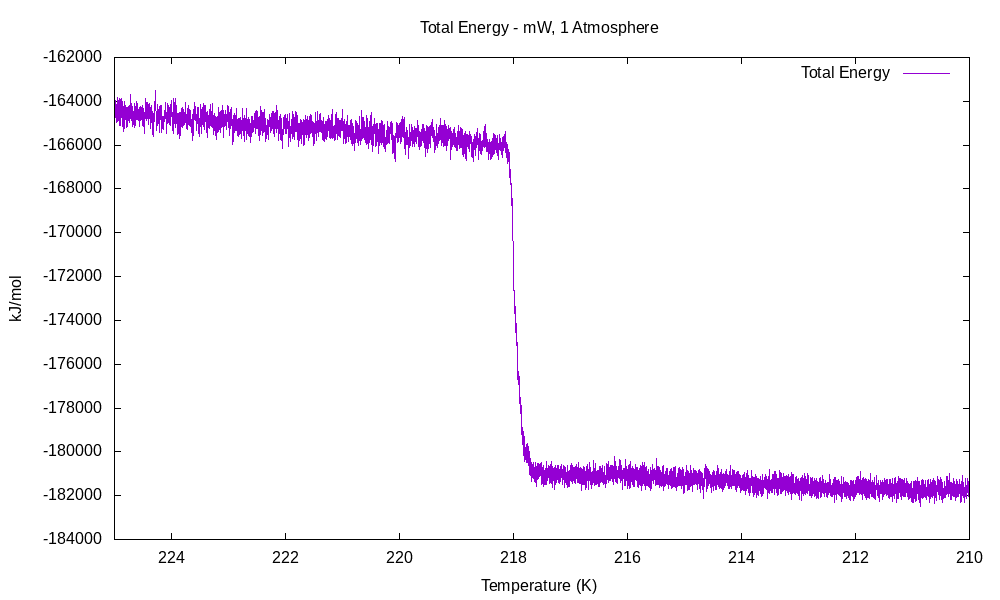 Total Energy - mW, 1 Atmosphere
Total Energy
-162000
-164000
-166000
-168000
-170000
-172000
-174000
-176000
-178000
-180000
-182000
-184000
kJ/mol
224 222 220 218 216 214 212 210
Temperature (K)